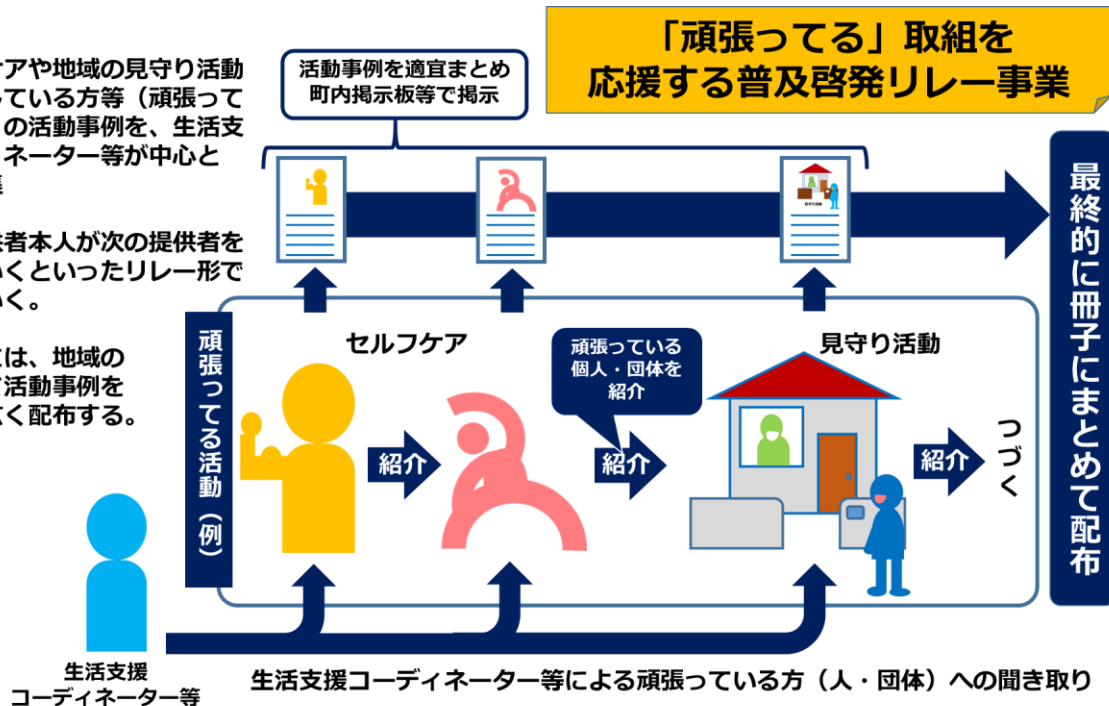 「頑張ってる」取組を
応援する普及啓発リレー事業
アや地域の見守り活動
ている方等（頑張って
の活動事例を、生活支
ネーター等が中心と
者本人が次の提供者を
いくといったリレー形で
いく。
は、地域の
活動事例を
く配布する。
活動事例を適宜まとめ
町内掲示板等で掲示
最終的に冊子にまとめて配布
頑張ってる活動（例）
セルフケア
頑張っている
個人・団体を
紹介
見守り活動
紹介
紹介
紹介
つづく
生活支援
コーディネーター等
生活支援コーディネーター等による頑張っている方（人・団体）への聞き取り